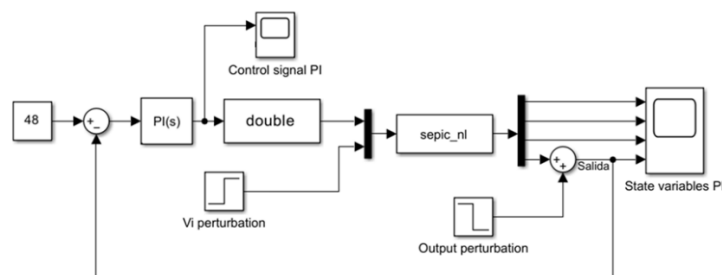 Control signal PI
48
+
−
PI(s)
double
sepic_nl
+
+
Salida
State variables PI
Vi perturbation
Output perturbation